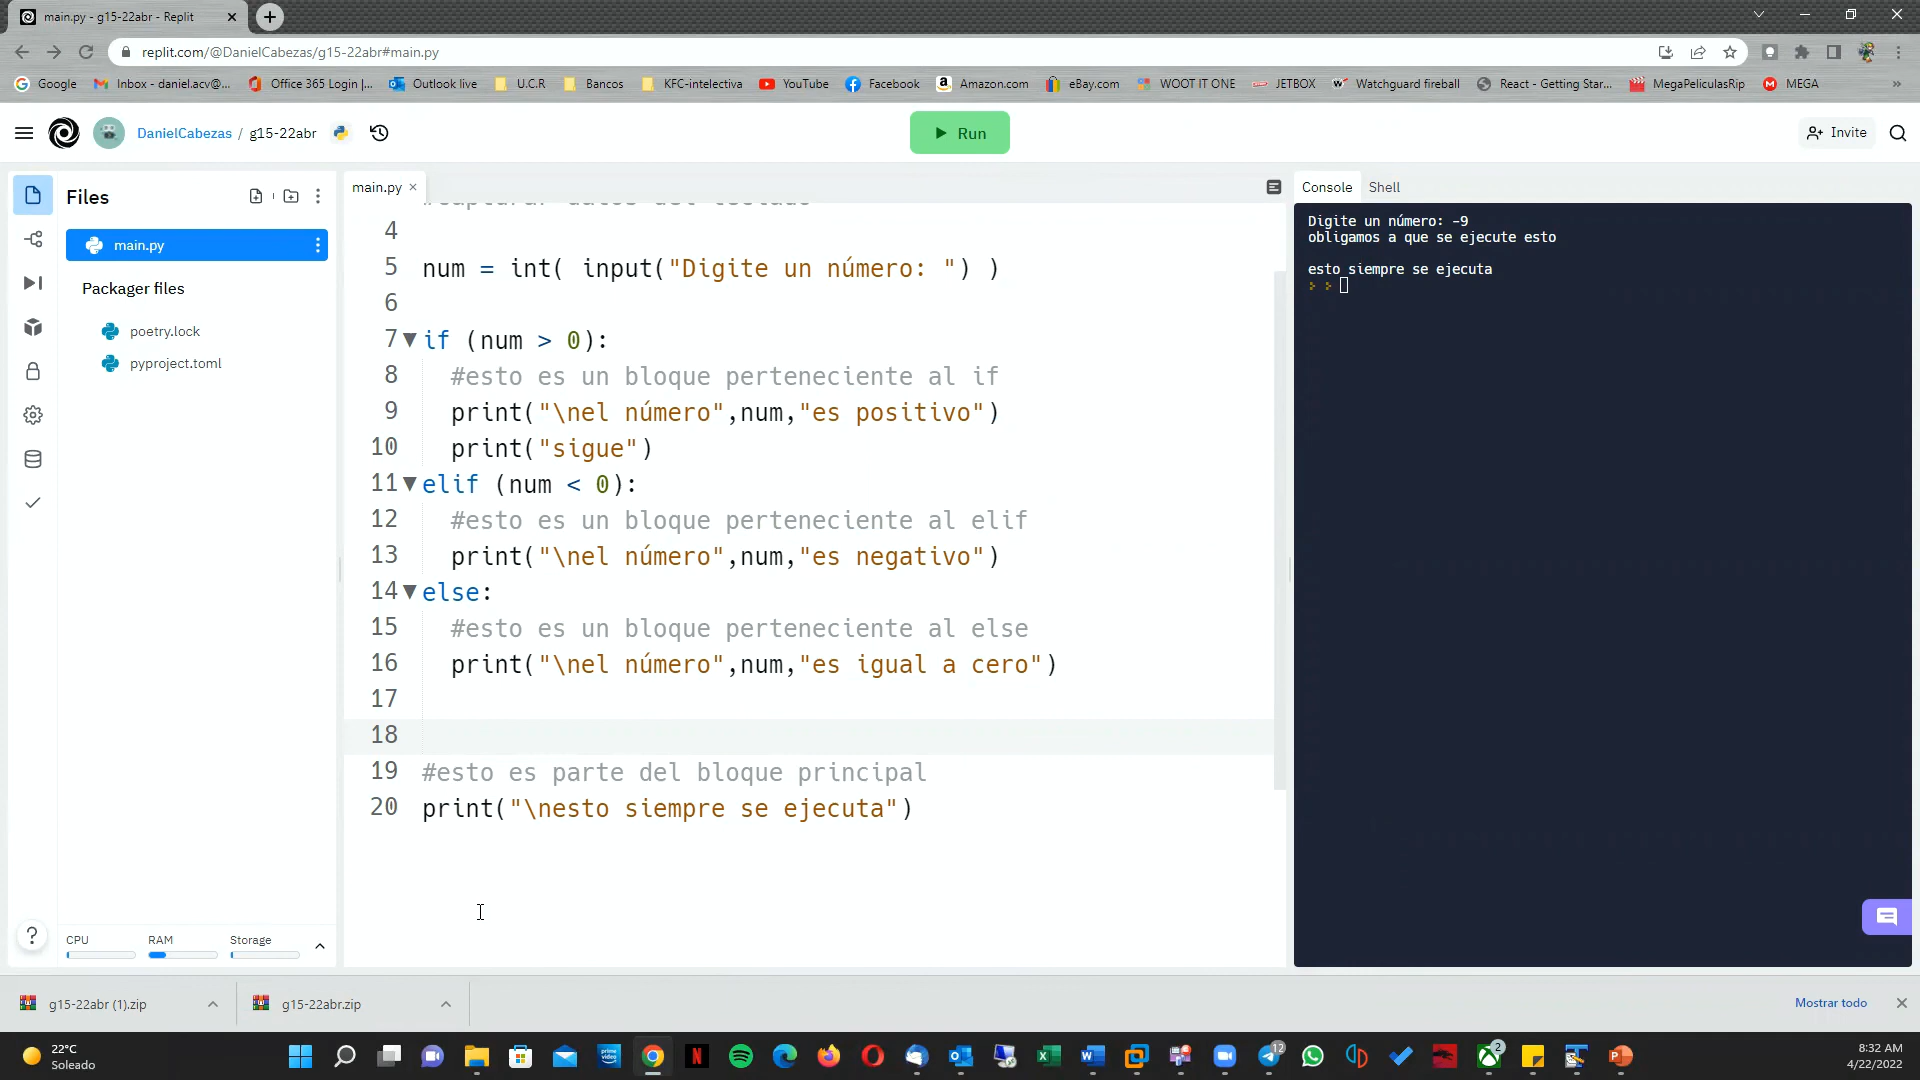 main.py - g15-22abr - Replit
replit.com/@DanielCabezas/g15-22abr#main.py
Google
Inbox - daniel.acv@...
Office 365 Login |...
Outlook live
U.C.R
Bancos
KFC-intelectiva
YouTube
Facebook
Amazon.com
eBay.com
WOOT IT ONE
JETBOX
Watchguard fireball
React - Getting Star...
MegaPeliculasRip
MEGA
»
DanielCabezas / g15-22abr
Run
Invite
Files
main.py
Packager files
poetry.lock
pyproject.toml
CPU
RAM
Storage
main.py
#capturar datos del teclado
4
5 num = int( input("Digite un número: ") )
6
7 if (num > 0):
8 #esto es un bloque perteneciente al if
9 print("\nel número",num,"es positivo")
10 print("sigue")
11 elif (num < 0):
12 #esto es un bloque perteneciente al elif
13 print("\nel número",num,"es negativo")
14 else:
15 #esto es un bloque perteneciente al else
16 print("\nel número",num,"es igual a cero")
17
18
19 #esto es parte del bloque principal
20 print("\nesto siempre se ejecuta")
Console
Shell
Digite un número: -9
obligamos a que se ejecute esto
esto siempre se ejecuta
g15-22abr (1).zip
g15-22abr.zip
Mostrar todo
22°C
Soleado
prime video
12
2
8:32 AM
4/22/2022